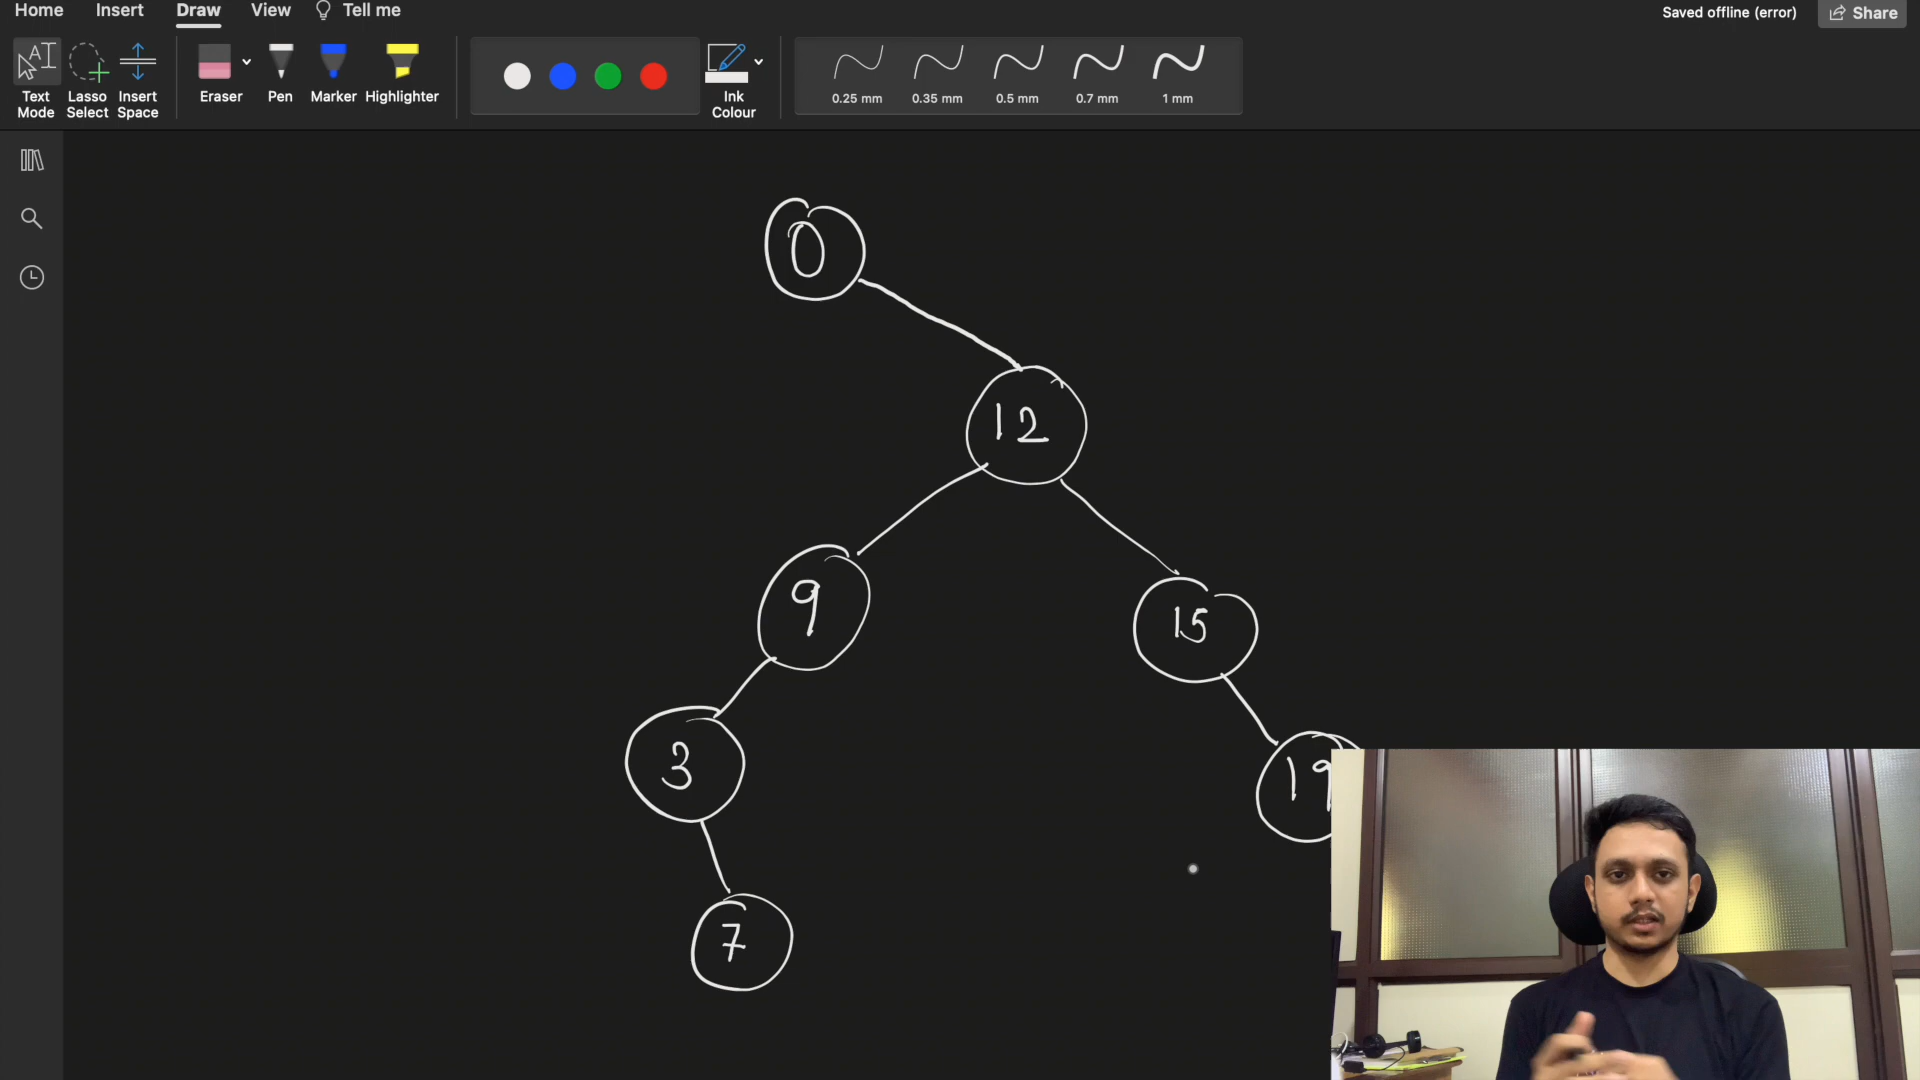 Home Insert Draw View Tell me
Saved offline (error) Share
Text Mode
Lasso Select
Insert Space
Eraser
Pen
Marker
Highlighter
Ink Colour
0.25 mm
0.35 mm
0.5 mm
0.7 mm
1 mm
0
12
9
15
3
19
7